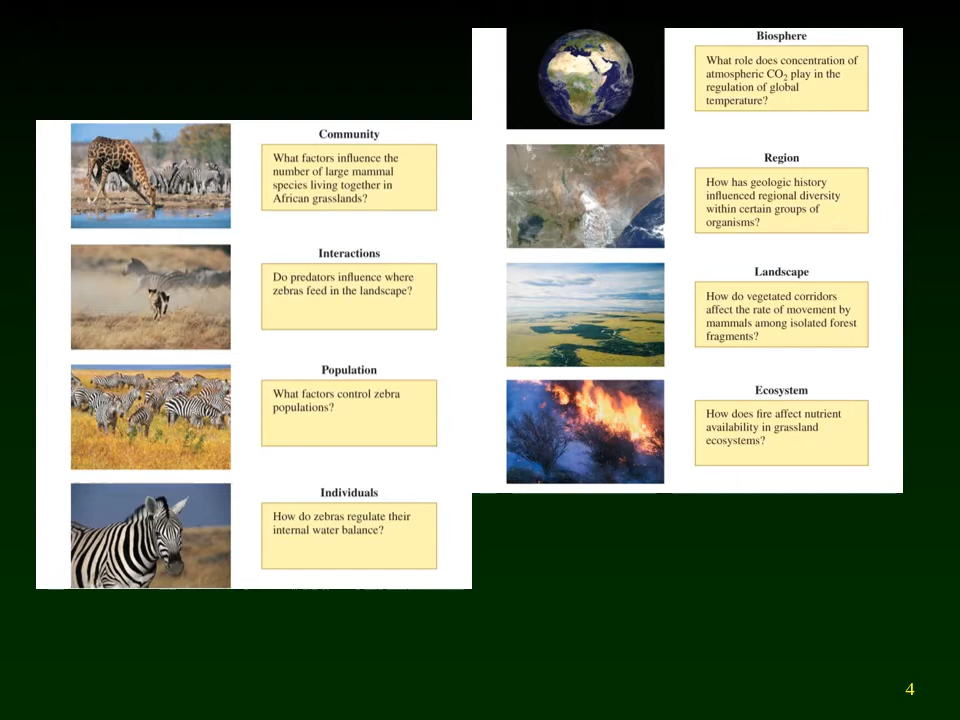 Community
What factors influence the
number of large mammal
species living together in
African grasslands?
Interactions
Do predators influence where
zebras feed in the landscape?
Population
What factors control zebra
populations?
Individuals
How do zebras regulate their
internal water balance?
Biosphere
What role does concentration of
atmospheric CO₂ play in the
regulation of global
temperature?
Region
How has geologic history
influenced regional diversity
within certain groups of
organisms?
Landscape
How do vegetated corridors
affect the rate of movement by
mammals among isolated forest
fragments?
Ecosystem
How does fire affect nutrient
availability in grassland
ecosystems?
4